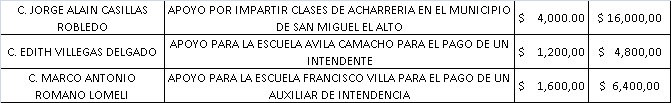 C. JORGE ALAIN CASILLAS ROBLEDO
APOYO POR IMPARTIR CLASES DE ACHARRERIA EN EL MUNICIPIO DE SAN MIGUEL EL ALTO
$ 4,000.00
$ 16,000,00
C. EDITH VILLEGAS DELGADO
APOYO PARA LA ESCUELA AVILA CAMACHO PARA EL PAGO DE UN INTENDENTE
$ 1,200,00
$ 4,800,00
C. MARCO ANTONIO ROMANO LOMELI
APOYO PARA LA ESCUELA FRANCISCO VILLA PARA EL PAGO DE UN AUXILIAR DE INTENDENCIA
$ 1,600,00
$ 6,400,00